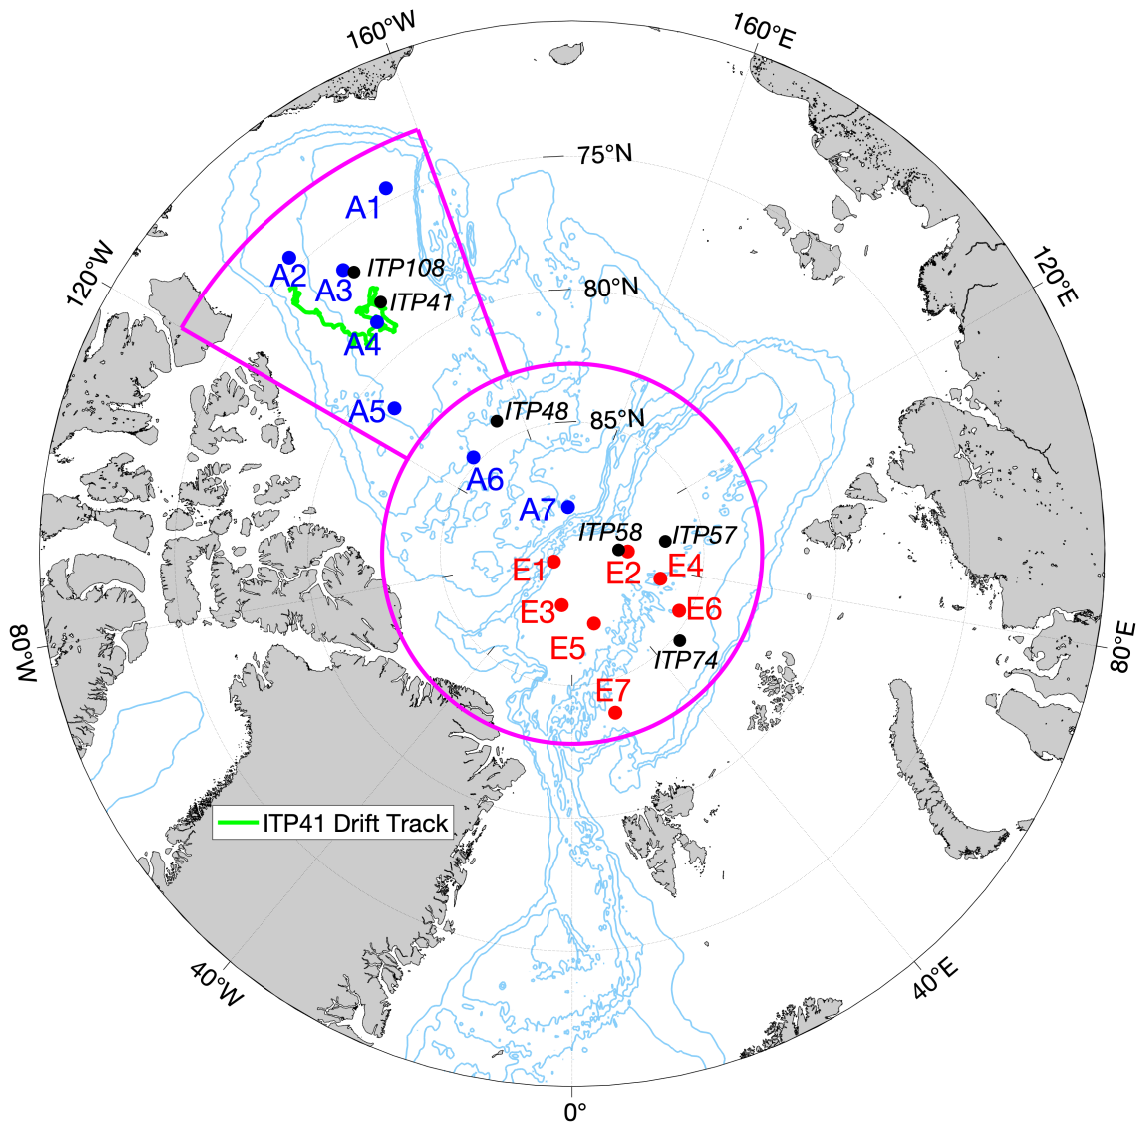 160°W
160°E
75°N
A1
120°W
A2
A3
ITP108
120°E
80°N
ITP41
A4
A5
ITP48
85°N
A6
A7
ITP58
ITP57
E1
E2
E4
E3
E6
80°W
80°E
E5
ITP74
E7
ITP41 Drift Track
40°W
40°E
0°